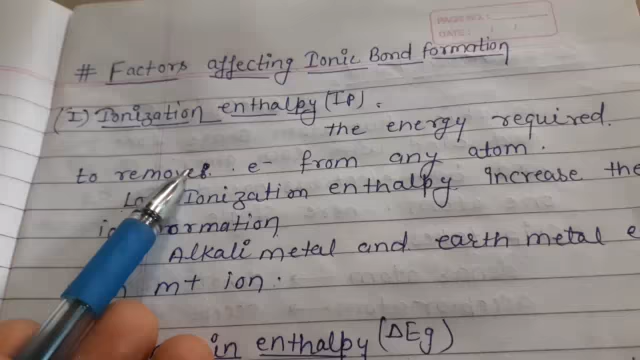 PAGE NO:
DATE: / /
# Factors affecting Ionic Bond formation
(I) Ionization enthalpy (IP).
the energy required.
to remove e- from any atom.
Ionization enthalpy increase the
formation
Alkali metal and earth metal e
m+ ion.
in enthalpy (ΔEg)